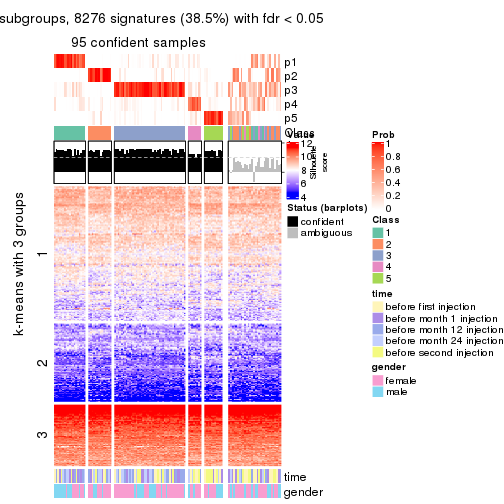 subgroups, 8276 signatures (38.5%) with fdr < 0.05
95 confident samples
p1
p2
p3
p4
p5
Class
Silhouette
score
k-means with 3 groups
1
2
3
time
gender
Value
12
10
8
6
4
Status (barplots)
confident
ambiguous
Prob
1
0.8
0.6
0.4
0.2
0
Class
1
2
3
4
5
time
before first injection
before month 1 injection
before month 12 injection
before month 24 injection
before second injection
gender
female
male